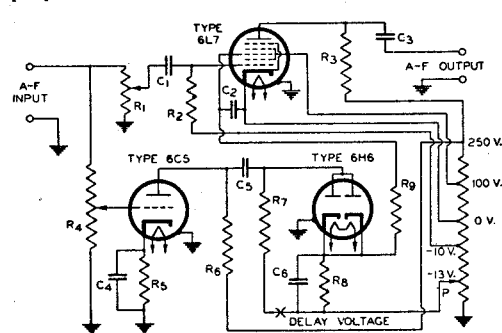 TYPE
6L7
C3
A-F
INPUT
R1
C1
R2
C2
R3
A-F OUTPUT
250 V.
TYPE 6C5
C5
TYPE 6H6
100 V.
R4
R7
R9
0 V.
R6
-10 V.
C4
R5
C6
R8
-13 V.
P
DELAY VOLTAGE